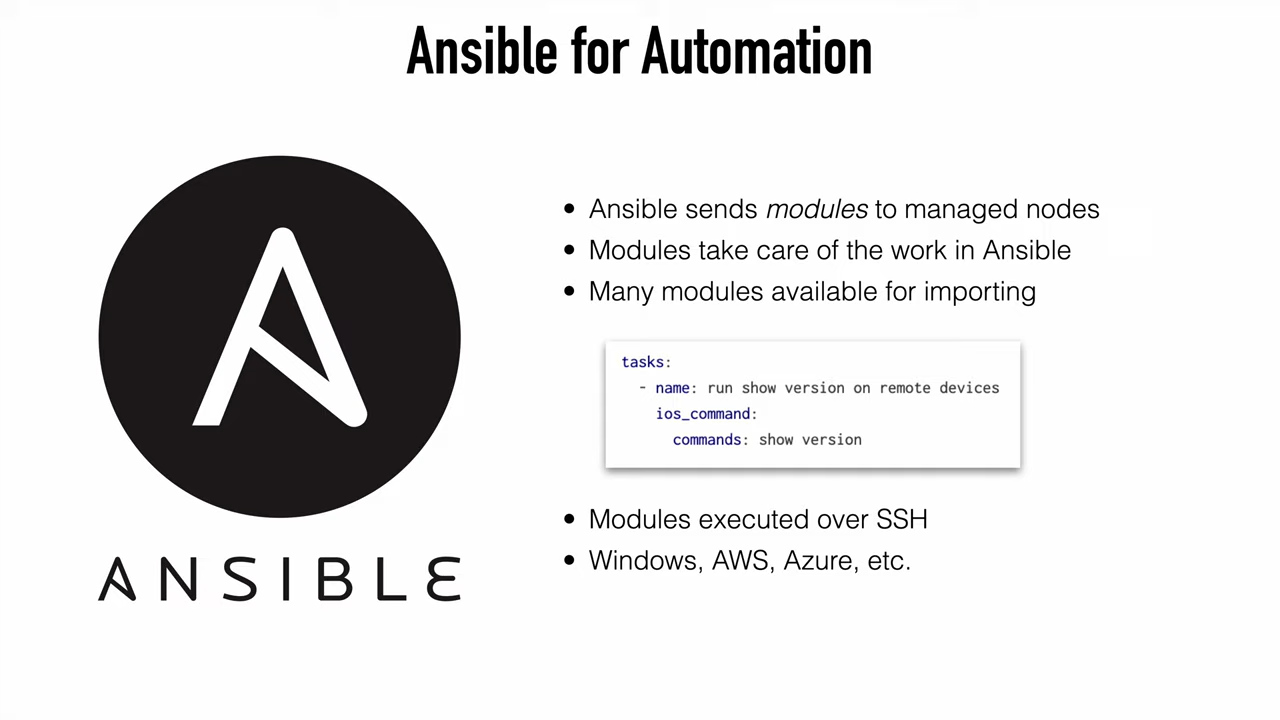 Ansible for Automation
• Ansible sends modules to managed nodes
• Modules take care of the work in Ansible
• Many modules available for importing
tasks:
  - name: run show version on remote devices
    ios_command:
      commands: show version
• Modules executed over SSH
• Windows, AWS, Azure, etc.
ANSIBLE